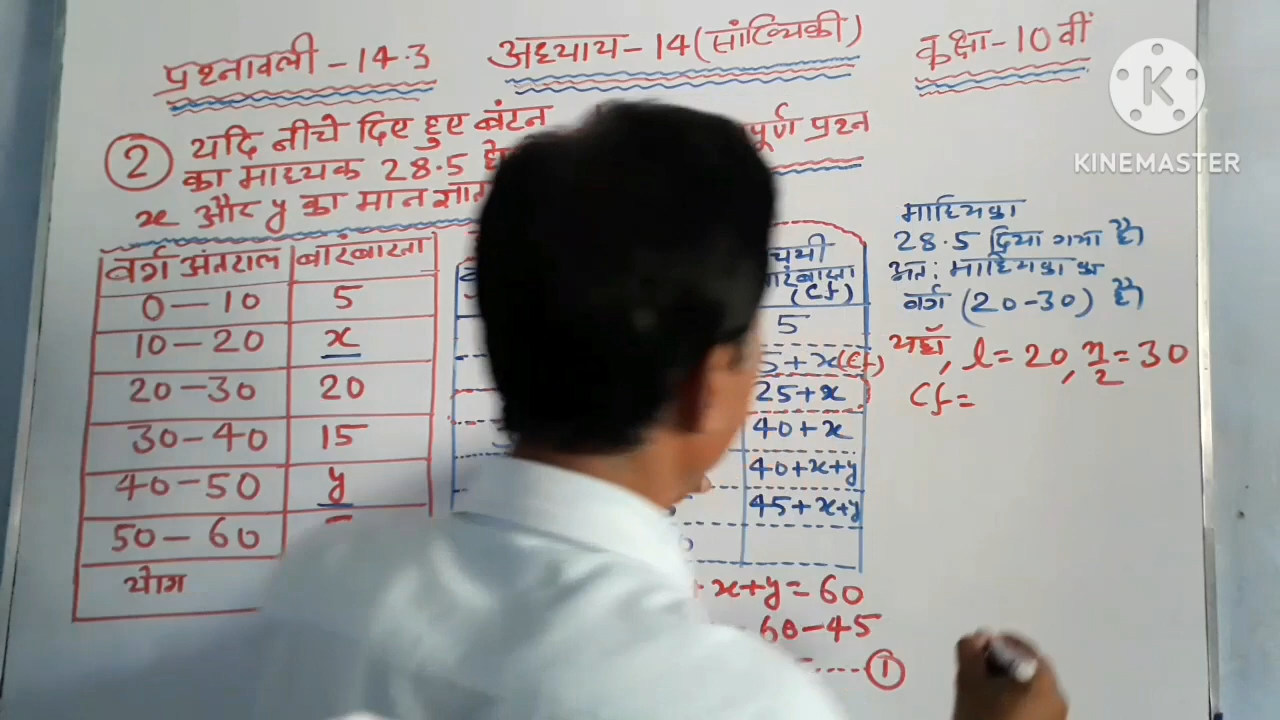 प्रश्नावली - 14.3
अध्याय - 14 (सांख्यिकी)
कक्षा - 10 वीं
KINEMASTER
② यदि नीचे दिए हुए बंटन
का माध्यक 28.5
x और y का मान
पूर्ण प्रश्न
वर्ग अंतराल बारंबारता
0 — 10 5
10 — 20 x
20 — 30 20
30 — 40 15
40 — 50 y
50 — 60
योग
(cf)
5
5 + x (cf)
25 + x
40 + x
40 + x + y
45 + x + y
x + y = 60
60 - 45
①
माध्यिका
28.5 दिया गया है।
अत: माध्यिका का
वर्ग (20-30) है
यहाँ, l = 20, n/2 = 30
cf =